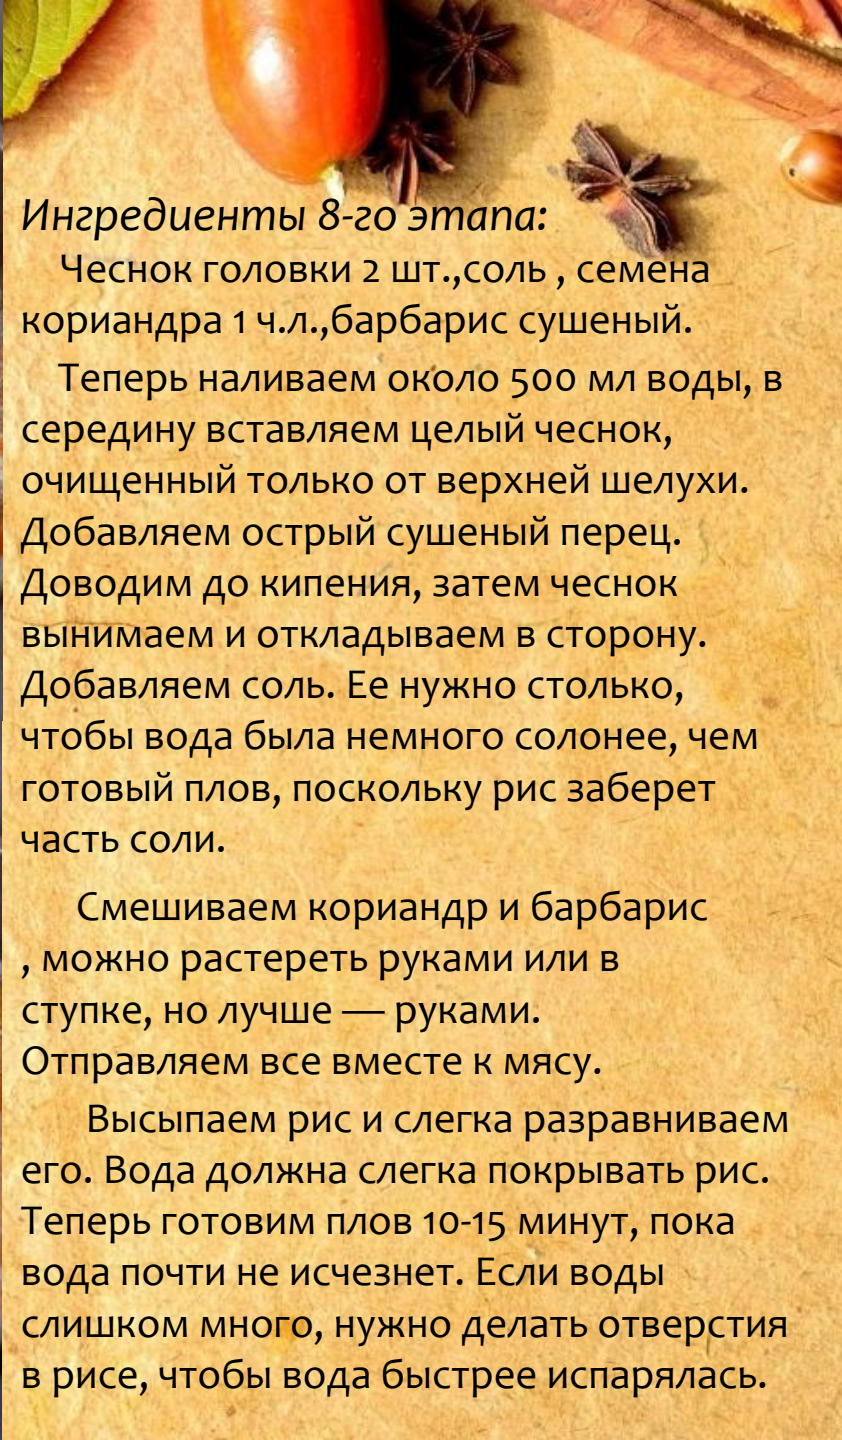 Ингредиенты 8-го этапа:
Чеснок головки 2 шт.,соль , семена
кориандра 1 ч.л.,барбарис сушеный.
Теперь наливаем около 500 мл воды, в
середину вставляем целый чеснок,
очищенный только от верхней шелухи.
Добавляем острый сушеный перец.
Доводим до кипения, затем чеснок
вынимаем и откладываем в сторону.
Добавляем соль. Ее нужно столько,
чтобы вода была немного солонее, чем
готовый плов, поскольку рис заберет
часть соли.
Смешиваем кориандр и барбарис
, можно растереть руками или в
ступке, но лучше — руками.
Отправляем все вместе к мясу.
Высыпаем рис и слегка разравниваем
его. Вода должна слегка покрывать рис.
Теперь готовим плов 10-15 минут, пока
вода почти не исчезнет. Если воды
слишком много, нужно делать отверстия
в рисе, чтобы вода быстрее испарялась.